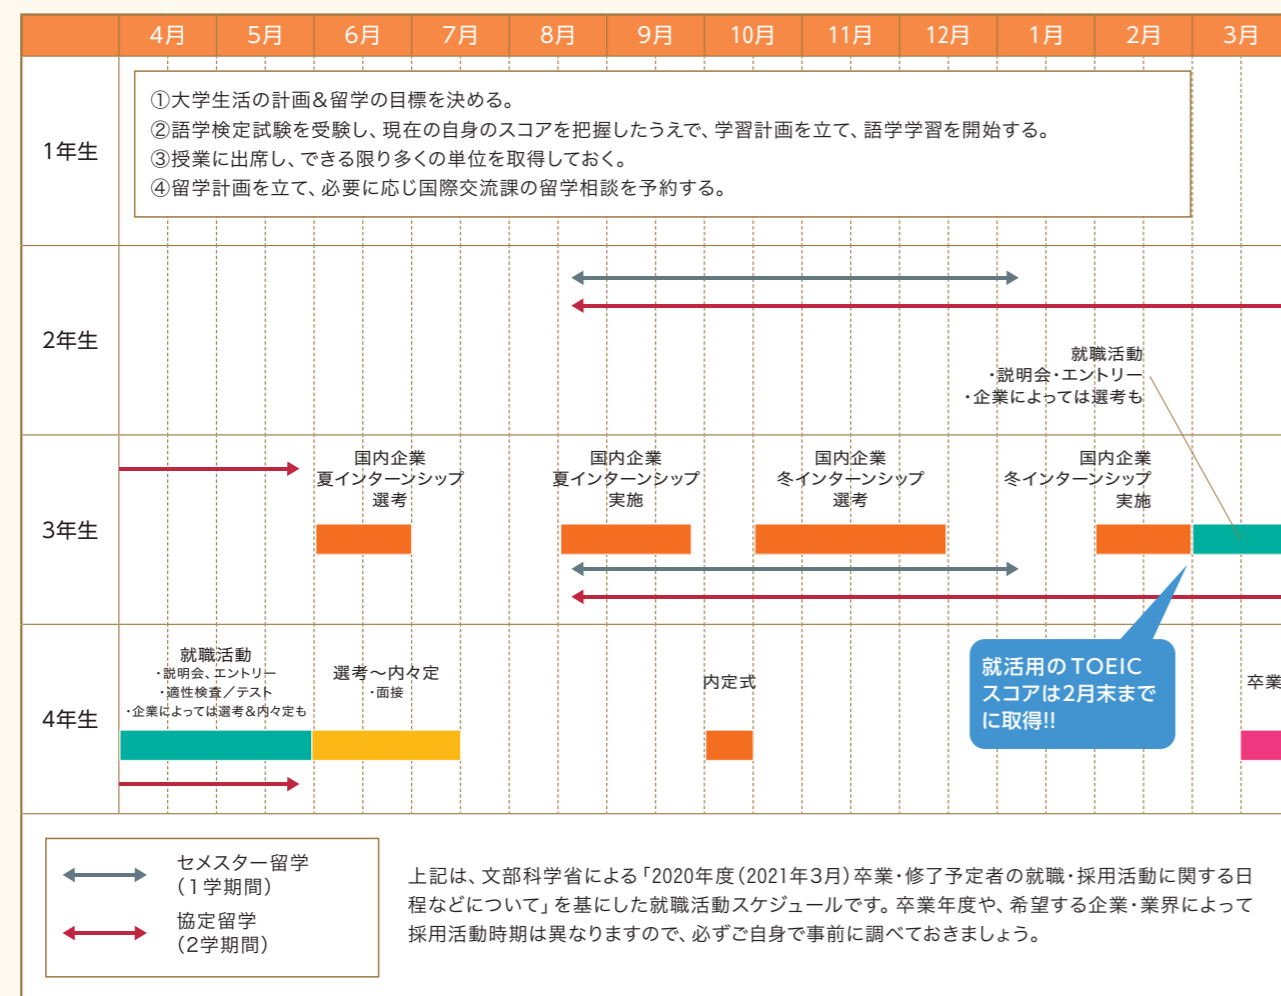 4月 5月 6月 7月 8月 9月 10月 11月 12月 1月 2月 3月
1年生
①大学生活の計画&留学の目標を決める。
②語学検定試験を受験し、現在の自身のスコアを把握したうえで、学習計画を立て、語学学習を開始する。
③授業に出席し、できる限り多くの単位を取得しておく。
④留学計画を立て、必要に応じ国際交流課の留学相談を予約する。
2年生
就職活動
・説明会・エントリー
・企業によっては選考も
3年生
国内企業
夏インターンシップ
選考
国内企業
夏インターンシップ
実施
国内企業
冬インターンシップ
選考
国内企業
冬インターンシップ
実施
就活用のTOEIC
スコアは2月末まで
に取得!!
4年生
就職活動
・説明会、エントリー
・適性検査／テスト
・企業によっては選考&内々定も
選考〜内々定
・面接
内定式
卒業
セメスター留学
（1学期間）
協定留学
（2学期間）
上記は、文部科学省による「2020年度（2021年3月）卒業・修了予定者の就職・採用活動に関する日
程などについて」を基にした就職活動スケジュールです。卒業年度や、希望する企業・業界によって
採用活動時期は異なりますので、必ずご自身で事前に調べておきましょう。